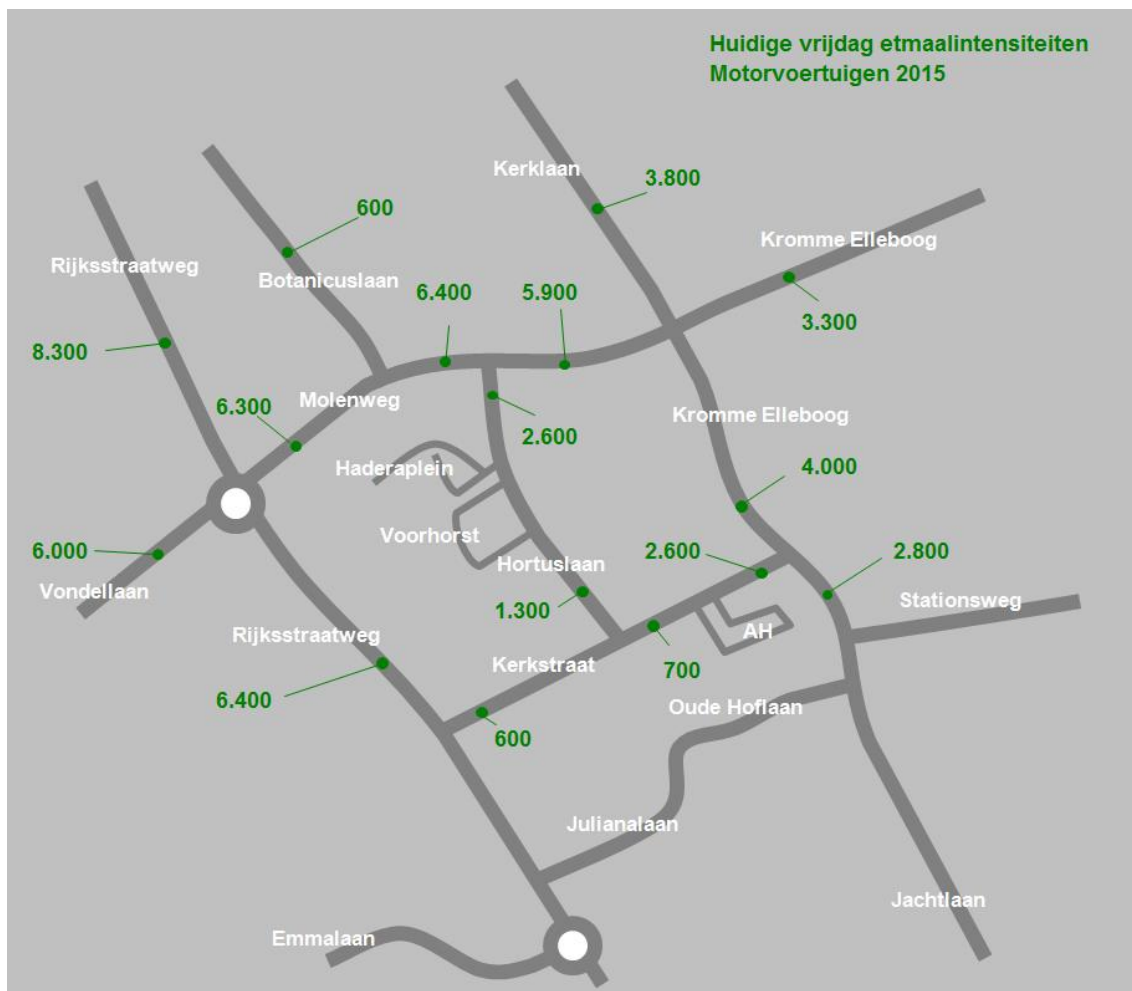 Huidige vrijdag etmaalintensiteiten
Motorvoertuigen 2015
Kerklaan
3.800
600
Kromme Elleboog
Rijksstraatweg
Botanicuslaan
6.400
5.900
3.300
8.300
Molenweg
6.300
Kromme Elleboog
2.600
Haderaplein
4.000
Voorhorst
6.000
2.600
2.800
Hortuslaan
Vondellaan
Stationsweg
1.300
Rijksstraatweg
AH
Kerkstraat
700
6.400
Oude Hoflaan
600
Julianalaan
Jachtlaan
Emmalaan